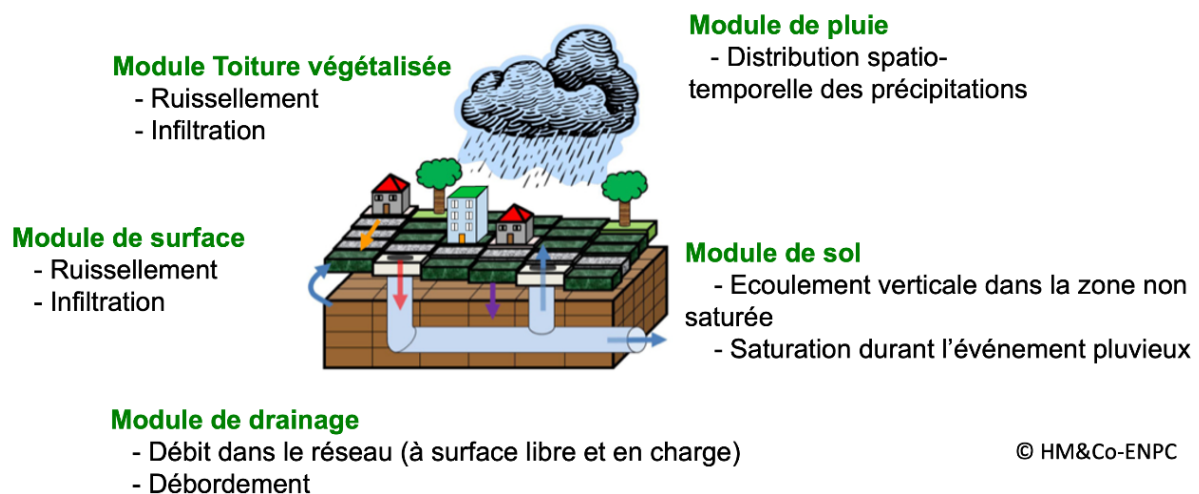 Module de pluie
- Distribution spatio-
temporelle des précipitations
Module Toiture végétalisée
- Ruissellement
- Infiltration
Module de surface
- Ruissellement
- Infiltration
Module de sol
- Ecoulement verticale dans la zone non
saturée
- Saturation durant l’événement pluvieux
Module de drainage
- Débit dans le réseau (à surface libre et en charge)
- Débordement
© HM&Co-ENPC